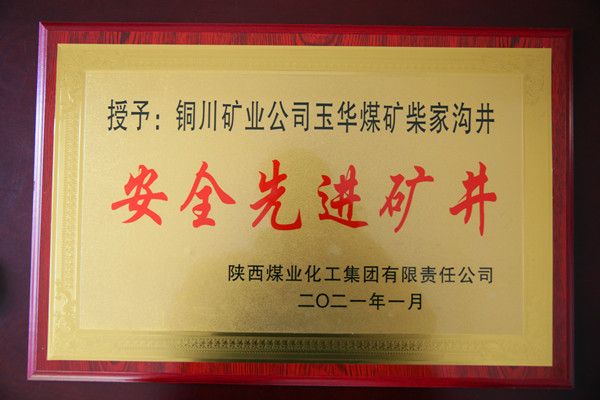 授予：铜川矿业公司玉华煤矿柴家沟井
安全先进矿井
陕西煤业化工集团有限责任公司
二〇二一年一月